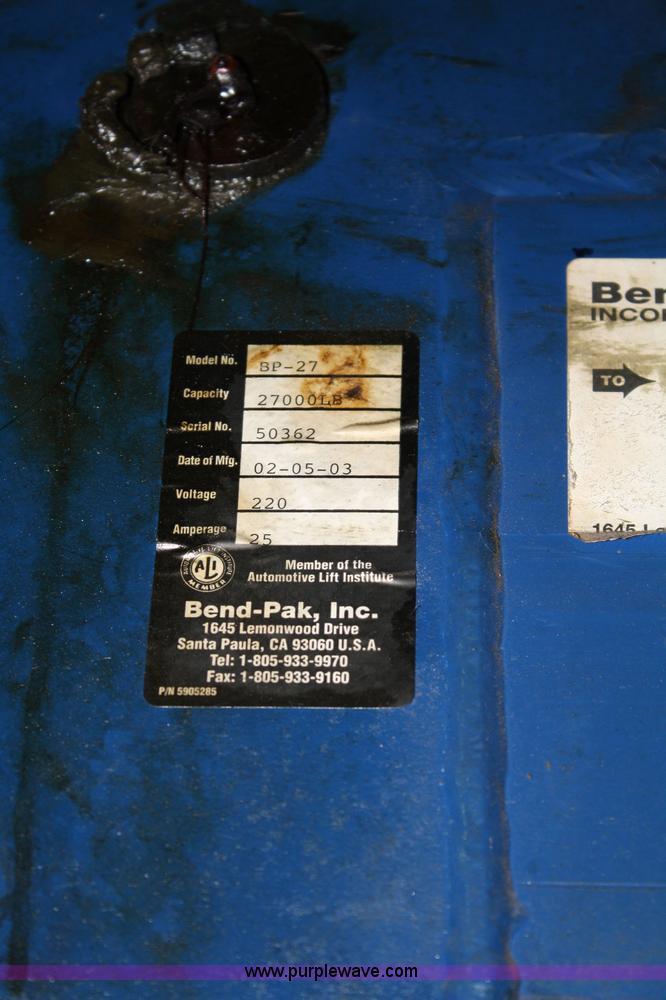 Model No. BP-27
Capacity 27000LB
Serial No. 50362
Date of Mfg. 02-05-03
Voltage 220
Amperage 25
ALI
MEMBER
Member of the
Automotive Lift Institute
Bend-Pak, Inc.
1645 Lemonwood Drive
Santa Paula, CA 93060 U.S.A.
Tel: 1-805-933-9970
Fax: 1-805-933-9160
P/N 5905285
Ben
INCO
TO
1645 L
www.purplewave.com